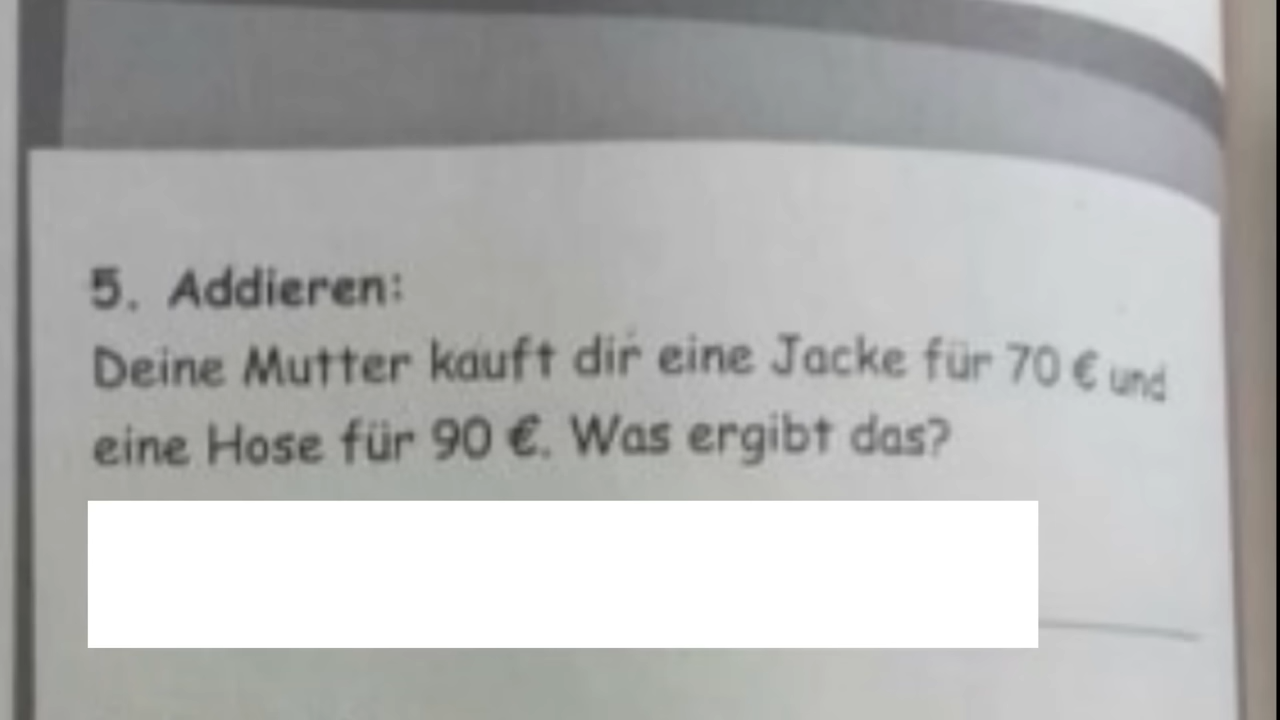 5. Addieren:
Deine Mutter kauft dir eine Jacke für 70 € und
eine Hose für 90 €. Was ergibt das?